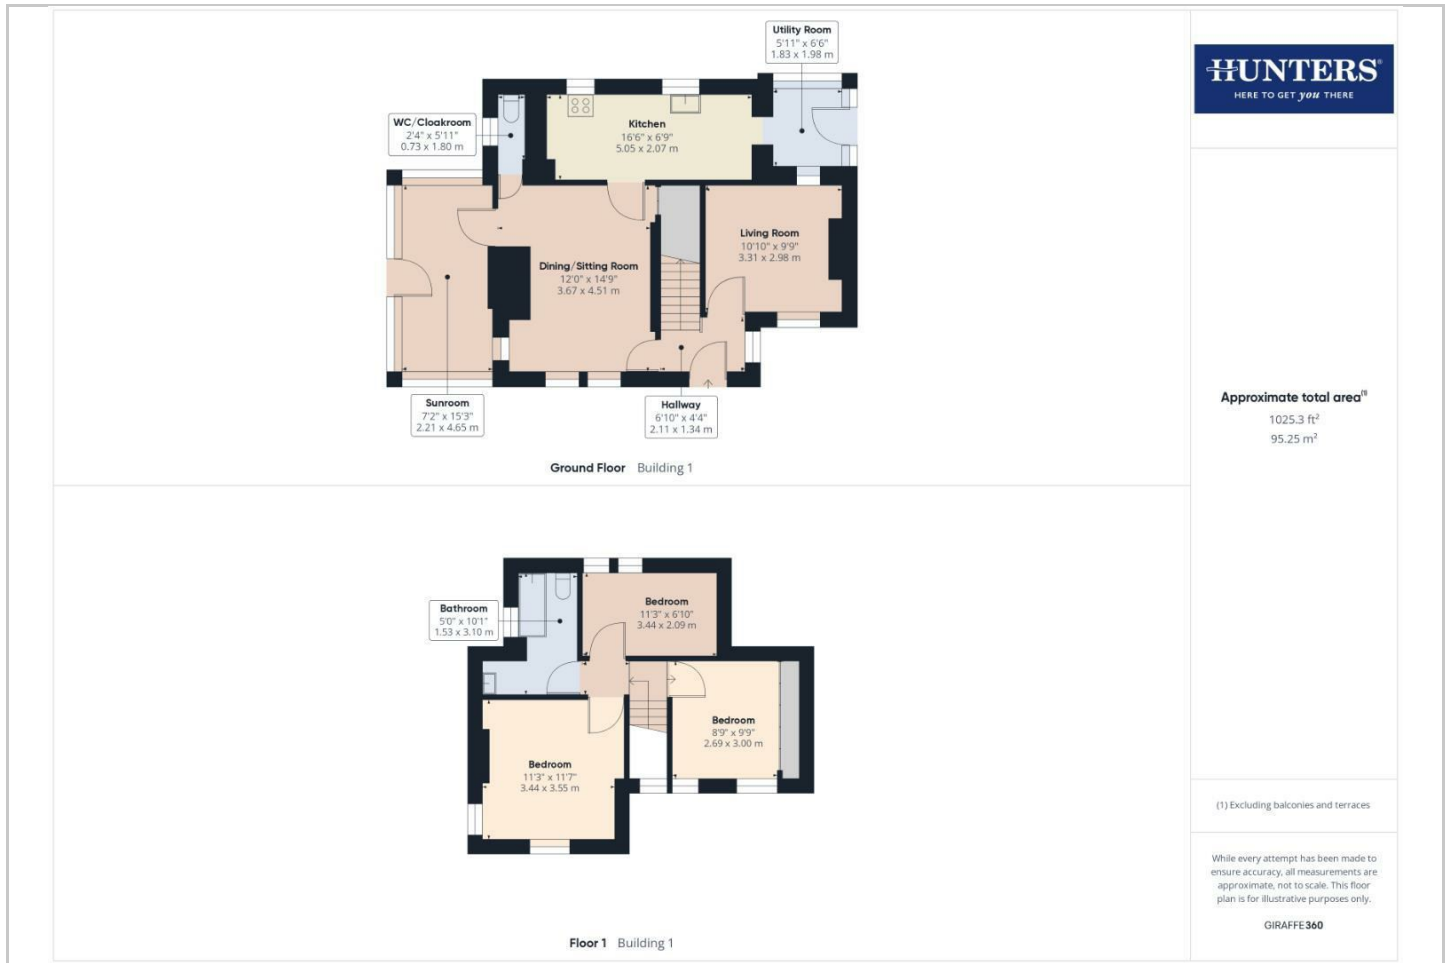 Utility Room
5'11" x 6'6"
1.83 x 1.98 m
WC/Cloakroom
2'4" x 5'11"
0.73 x 1.80 m
Kitchen
16'6" x 6'9"
5.05 x 2.07 m
Living Room
10'10" x 9'9"
3.31 x 2.98 m
Dining/Sitting Room
12'0" x 14'9"
3.67 x 4.51 m
Sunroom
7'2" x 15'3"
2.21 x 4.65 m
Hallway
6'10" x 4'4"
2.11 x 1.34 m
Ground Floor Building 1
Bathroom
5'0" x 10'1"
1.53 x 3.10 m
Bedroom
11'3" x 6'10"
3.44 x 2.09 m
Bedroom
8'9" x 9'9"
2.69 x 3.00 m
Bedroom
11'3" x 11'7"
3.44 x 3.55 m
Floor 1 Building 1
HUNTERS®
HERE TO GET you THERE
Approximate total area(1)
1025.3 ft²
95.25 m²
(1) Excluding balconies and terraces
While every attempt has been made to
ensure accuracy, all measurements are
approximate, not to scale. This floor
plan is for illustrative purposes only.
GIRAFFE360